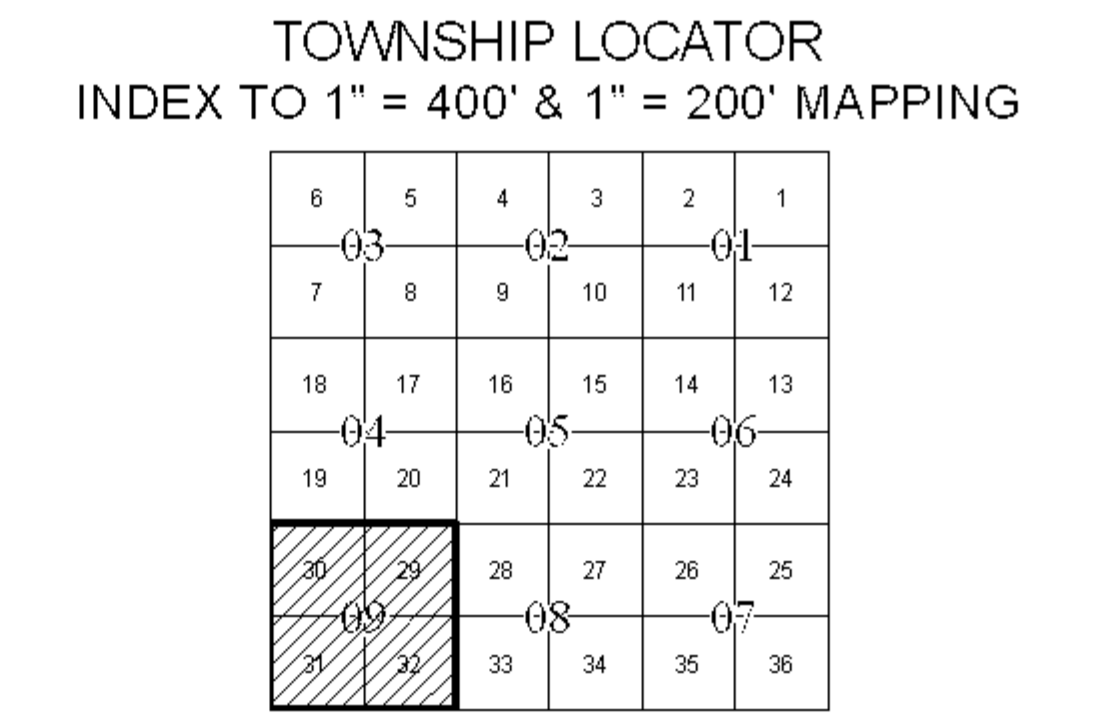 TOWNSHIP LOCATOR
INDEX TO 1" = 400' & 1" = 200' MAPPING
6 5 4 3 2 1
03 02 01
7 8 9 10 11 12
18 17 16 15 14 13
04 05 06
19 20 21 22 23 24
30 29 28 27 26 25
09 08 07
31 32 33 34 35 36